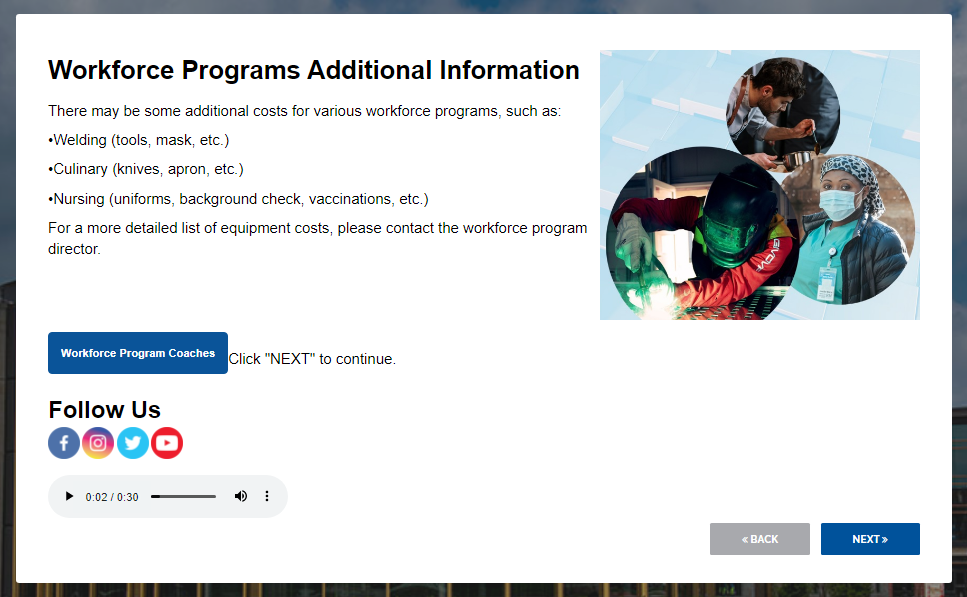 Workforce Programs Additional Information
There may be some additional costs for various workforce programs, such as:
•Welding (tools, mask, etc.)
•Culinary (knives, apron, etc.)
•Nursing (uniforms, background check, vaccinations, etc.)
For a more detailed list of equipment costs, please contact the workforce program
director.
Workforce Program Coaches
Click "NEXT" to continue.
Follow Us
0:02 / 0:30
« BACK
NEXT »